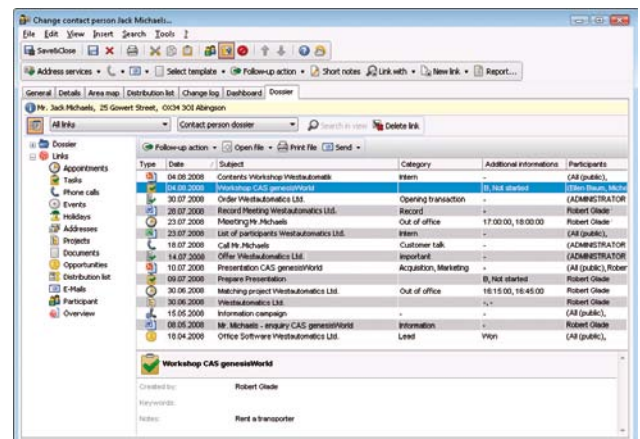 Change contact person Jack Michaels...
File Edit View Insert Search Tools ?
Save&Close
Address services Select template Follow-up action Short notes Link with New link Report...
General Details Area map Distribution list Change log Dashboard Dossier
Mr. Jack Michaels, 25 Gowert Street, OX14 3OJ Abingson
All links Contact person dossier Search in view Delete link
Dossier
Links
Appointments
Tasks
Phone calls
Events
Holidays
Addresses
Projects
Documents
Opportunities
Distribution list
E-Mails
Participant
Overview
Follow-up action Open file Print file Send
Type Date / Subject Category Additional informations Participants
04.08.2008 Contents Workshop Westautomatik Intern - (All (public),
04.08.2008 Workshop CAS genesisWorld B, Not started (Ellen Baum, Miche
30.07.2008 Order Westautomatics Ltd. Opening transaction - (ADMINISTRATOR
28.07.2008 Record Meeting Westautomatics Ltd. Record - Robert Glade
23.07.2008 Meeting Mr. Michaels Out of office 17:00:00, 18:00:00 Robert Glade
23.07.2008 List of participants Westautomatics Ltd. Intern - (All (public),
18.07.2008 Call Mr. Michaels Customer talk - (ADMINISTRATOR
14.07.2008 Offer Westautomatics Ltd. important - (ADMINISTRATOR
10.07.2008 Presentation CAS genesisWorld Acquisition, Marketing - (All (public), Rober
09.07.2008 Prepare Presentation B, Not started Robert Glade
30.06.2008 Matching project Westautomatics Ltd. Out of office 16:15:00, 16:45:00 Robert Glade
30.06.2008 Westautomatics Ltd. -, - Robert Glade
15.05.2008 Information campaign - (All (public),
08.05.2008 Mr. Michaels - enquiry CAS genesisWorld Information - Robert Glade
18.04.2008 Office Software Westautomatics Ltd. Lead Won (All (public),
Workshop CAS genesisWorld
Created by: Robert Glade
Keywords:
Notes: Rent a transporter